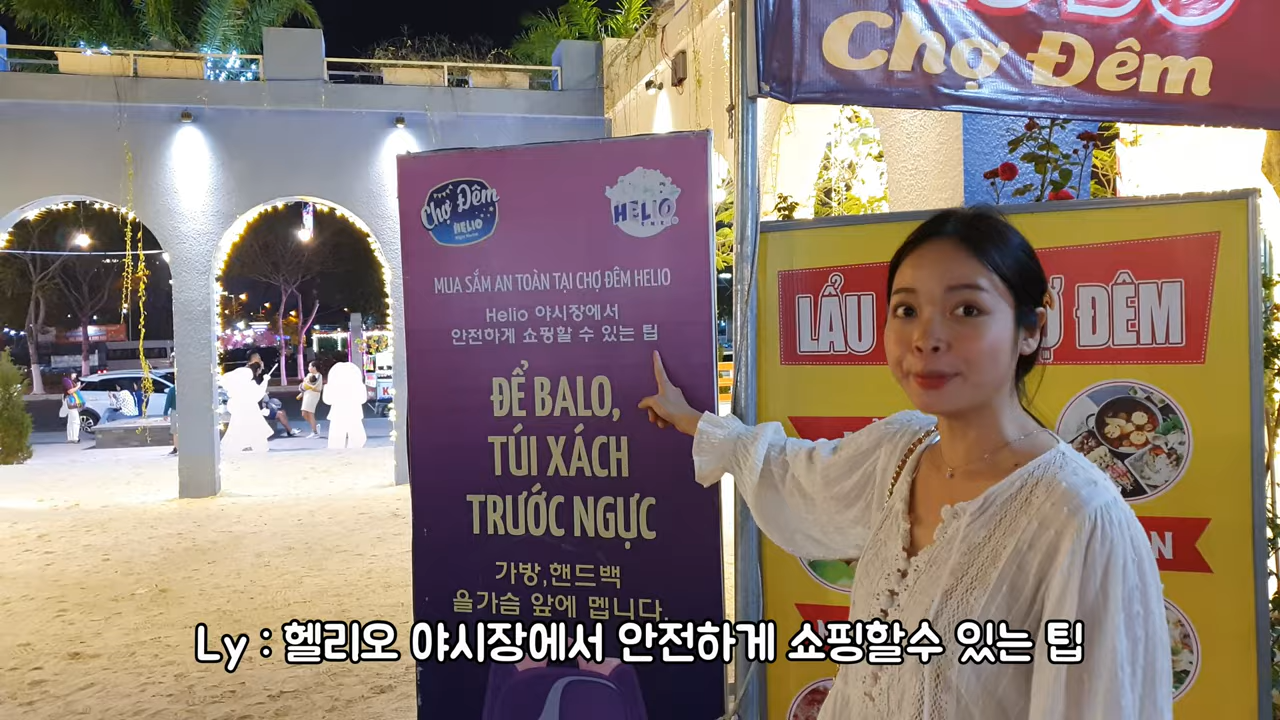 Chợ Đêm
Chợ Đêm
HELIO
HELIO
MUA SẮM AN TOÀN TẠI CHỢ ĐÊM HELIO
Helio 야시장에서
안전하게 쇼핑할 수 있는 팁
ĐỂ BALO,
TÚI XÁCH
TRƯỚC NGỰC
가방,핸드백
을가슴 앞에 멥니다.
LẨU
ĐÊM
Ly : 헬리오 야시장에서 안전하게 쇼핑할수 있는 팁